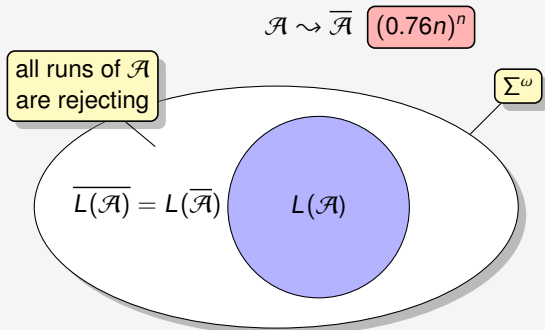 𝒜 ⇝ 𝒜̅ (0.76n)ⁿ
all runs of 𝒜
are rejecting
Σ^ω
L(𝒜)‾ = L(𝒜̅)
L(𝒜)